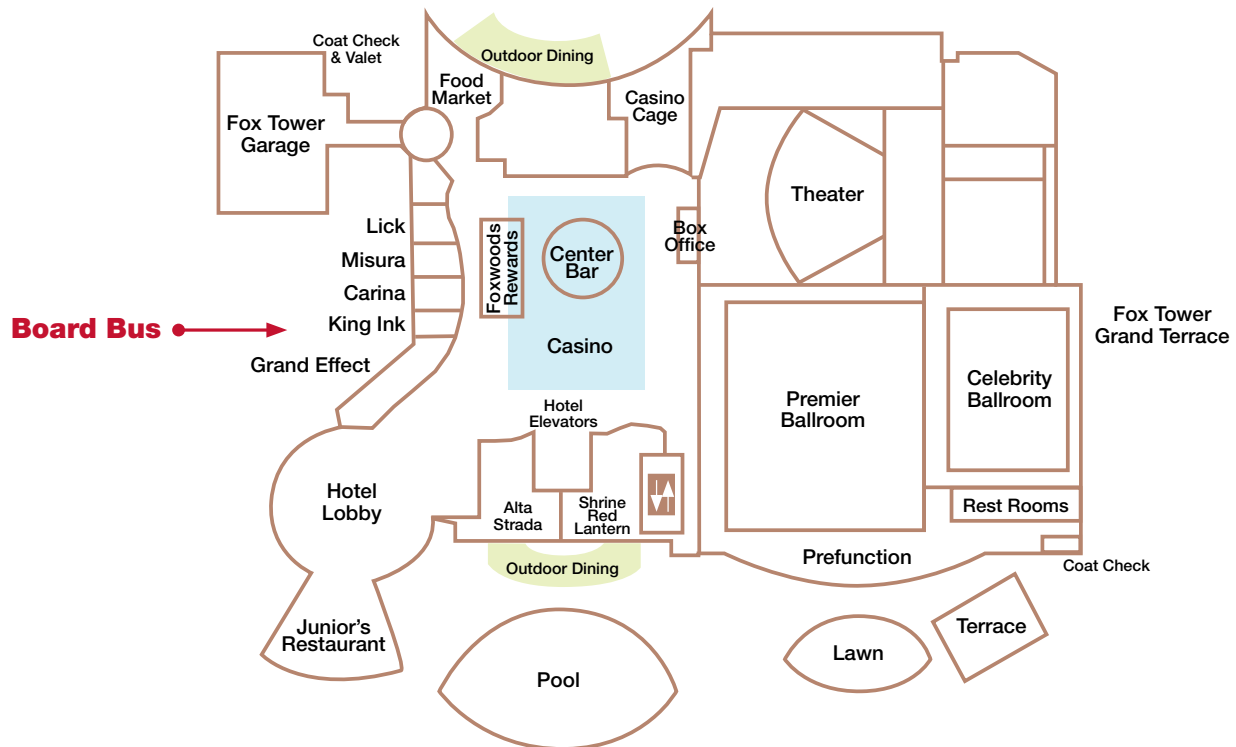 Coat Check
& Valet
Outdoor Dining
Food
Market
Casino
Cage
Fox Tower
Garage
Theater
Lick
Box
Office
Foxwoods
Rewards
Center
Bar
Misura
Carina
Board Bus
King Ink
Casino
Fox Tower
Grand Terrace
Grand Effect
Celebrity
Ballroom
Premier
Ballroom
Hotel
Elevators
Hotel
Lobby
Alta
Strada
Shrine
Red
Lantern
Rest Rooms
Prefunction
Outdoor Dining
Coat Check
Junior's
Restaurant
Terrace
Lawn
Pool